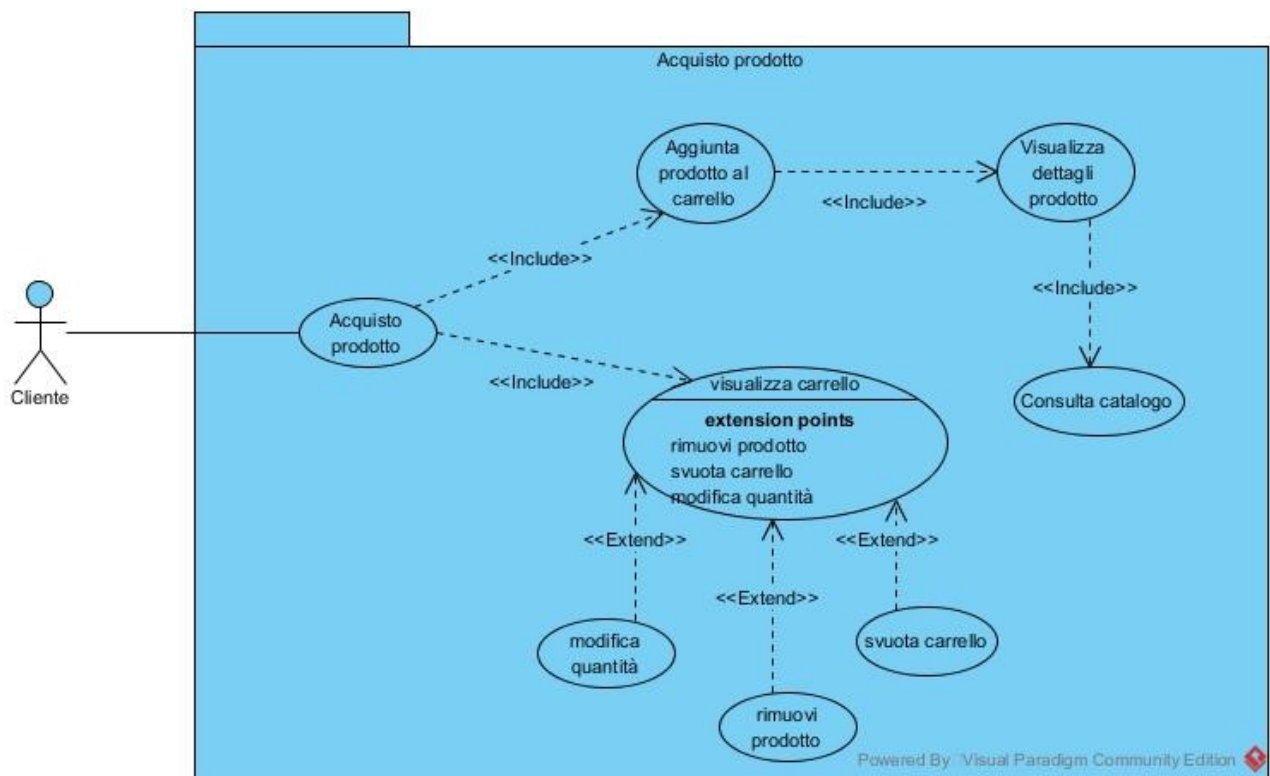 Acquisto prodotto
Aggiunta
prodotto al
carrello
Visualizza
dettagli
prodotto
<<Include>>
<<Include>>
<<Include>>
Acquisto
prodotto
Cliente
<<Include>>
visualizza carrello
Consulta catalogo
extension points
rimuovi prodotto
svuota carrello
modifica quantità
<<Extend>>
<<Extend>>
<<Extend>>
modifica
quantità
svuota carrello
rimuovi
prodotto
Powered By Visual Paradigm Community Edition